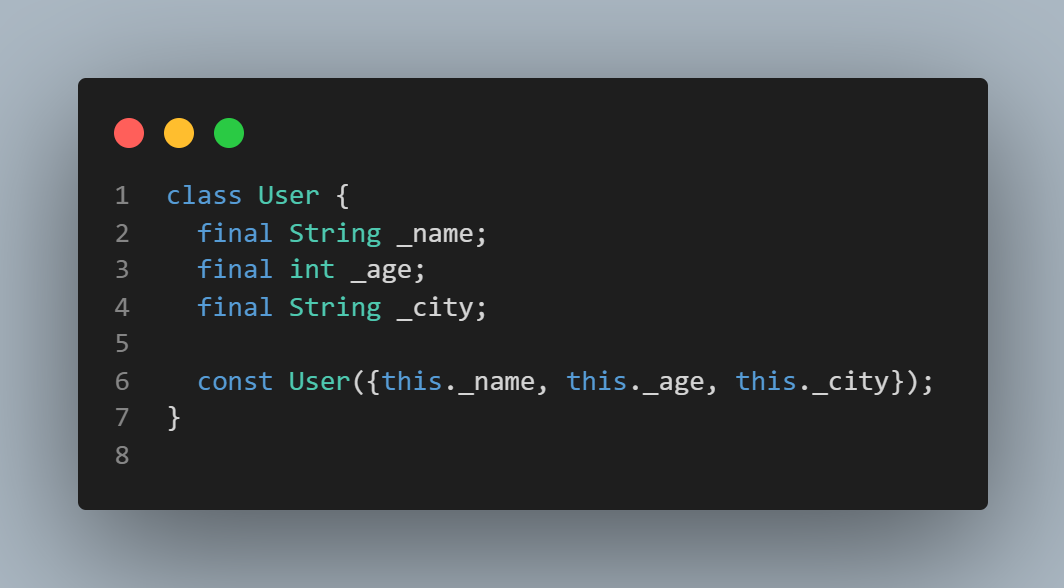 1 class User {
2   final String _name;
3   final int _age;
4   final String _city;
5
6   const User({this._name, this._age, this._city});
7 }
8